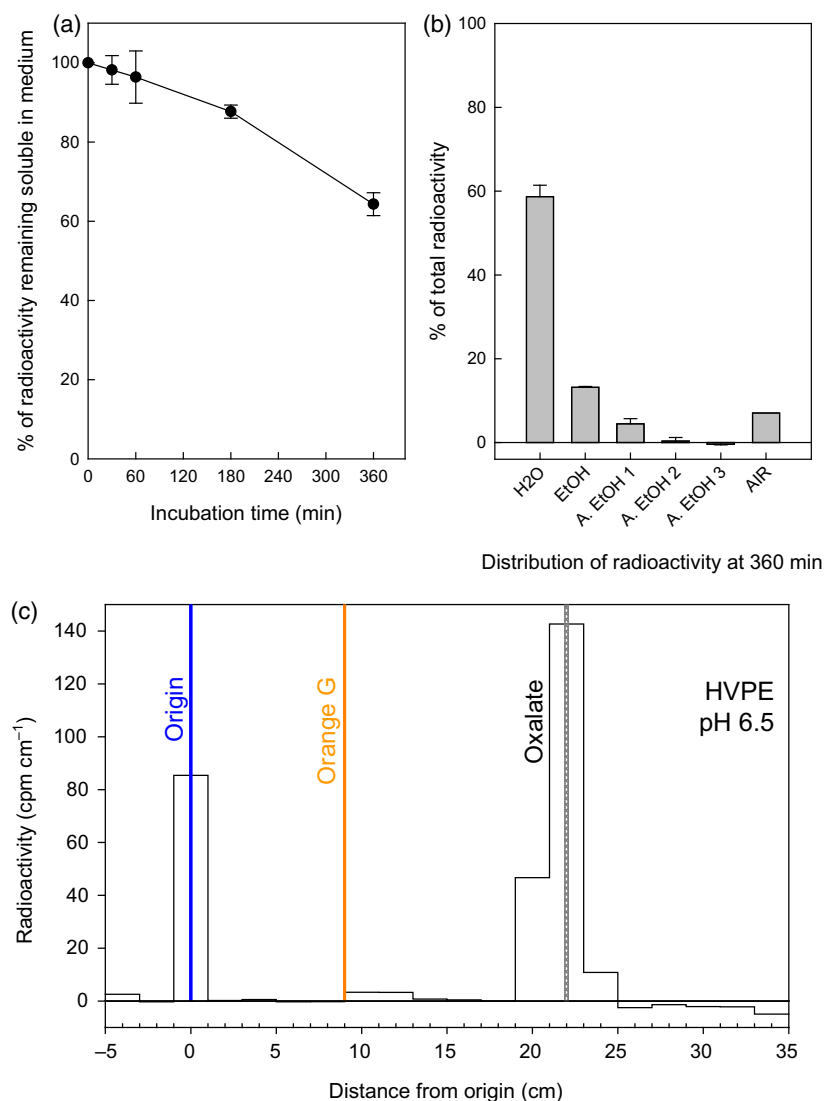 (a)
% of radioactivity remaining soluble in medium
100
80
60
40
20
0
0 60 120 180 240 300 360
Incubation time (min)
(b)
% of total radioactivity
100
80
60
40
20
0
H2O
EtOH
A. EtOH 1
A. EtOH 2
A. EtOH 3
AIR
Distribution of radioactivity at 360 min
(c)
Radioactivity (cpm cm⁻¹)
140
120
100
80
60
40
20
0
Origin
Orange G
Oxalate
HVPE
pH 6.5
−5 0 5 10 15 20 25 30 35
Distance from origin (cm)